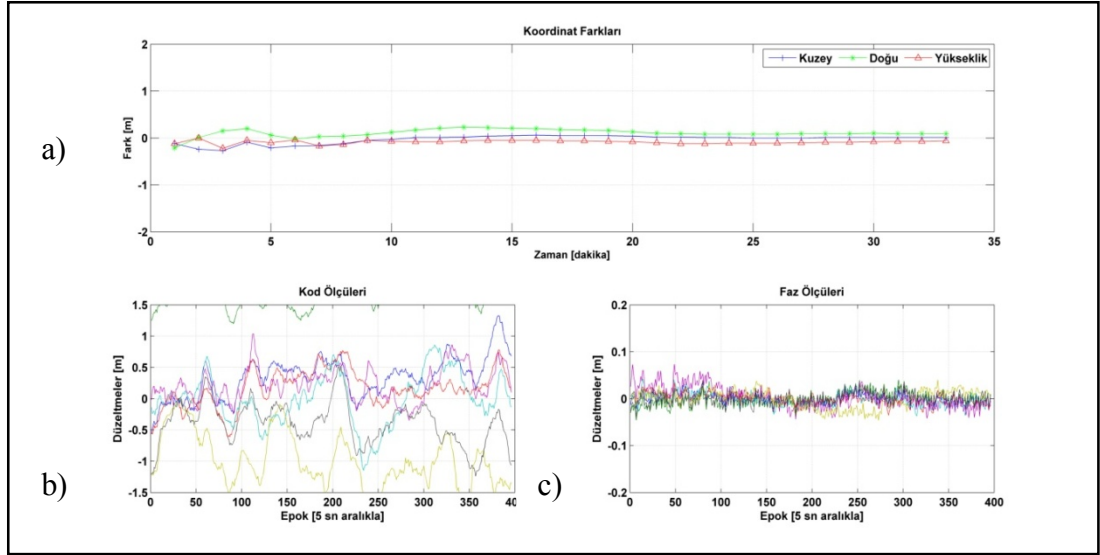 Koordinat Farkları
Kuzey Doğu Yükseklik
a)
Fark [m]
2
1
0
-1
-2
0 5 10 15 20 25 30 35
Zaman [dakika]
Kod Ölçüleri
b)
Düzeltmeler [m]
1.5
1
0.5
0
-0.5
-1
-1.5
0 50 100 150 200 250 300 350 400
Epok [5 sn aralıkla]
Faz Ölçüleri
c)
Düzeltmeler [m]
0.2
0.1
0
-0.1
-0.2
0 50 100 150 200 250 300 350 400
Epok [5 sn aralıkla]